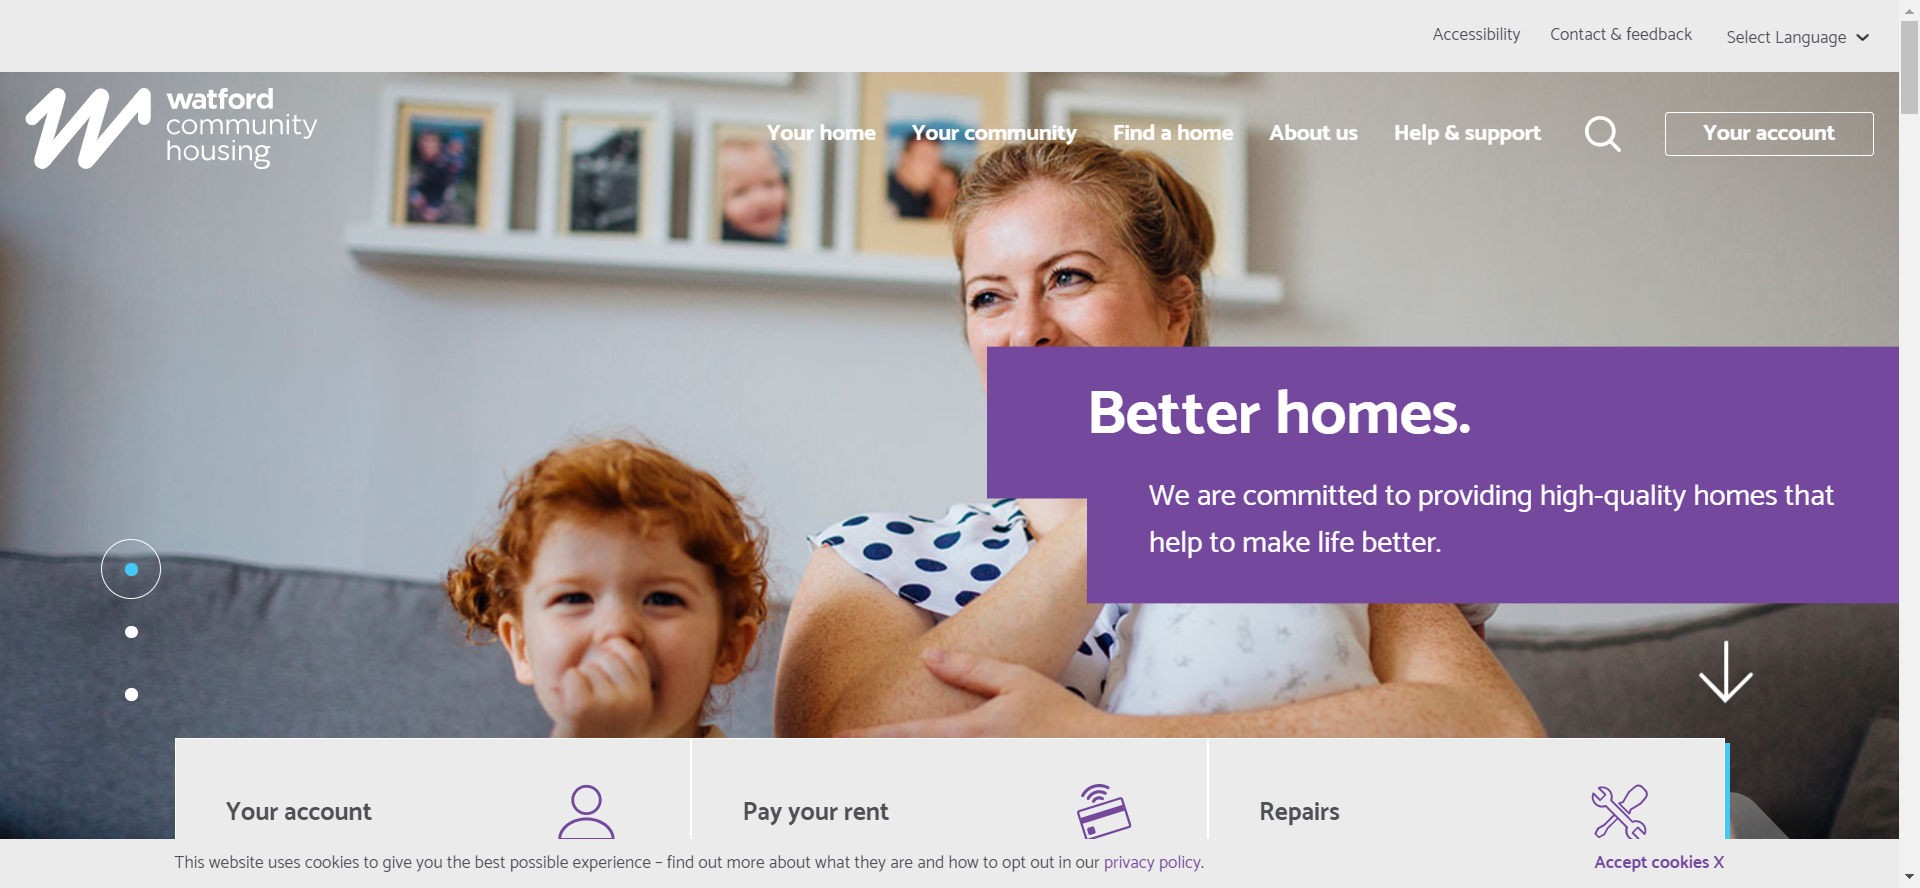 Accessibility
Contact & feedback
Select Language
watford
community
housing
Your home
Your community
Find a home
About us
Help & support
Your account
Better homes.
We are committed to providing high-quality homes that
help to make life better.
Your account
Pay your rent
Repairs
This website uses cookies to give you the best possible experience – find out more about what they are and how to opt out in our privacy policy.
Accept cookies X